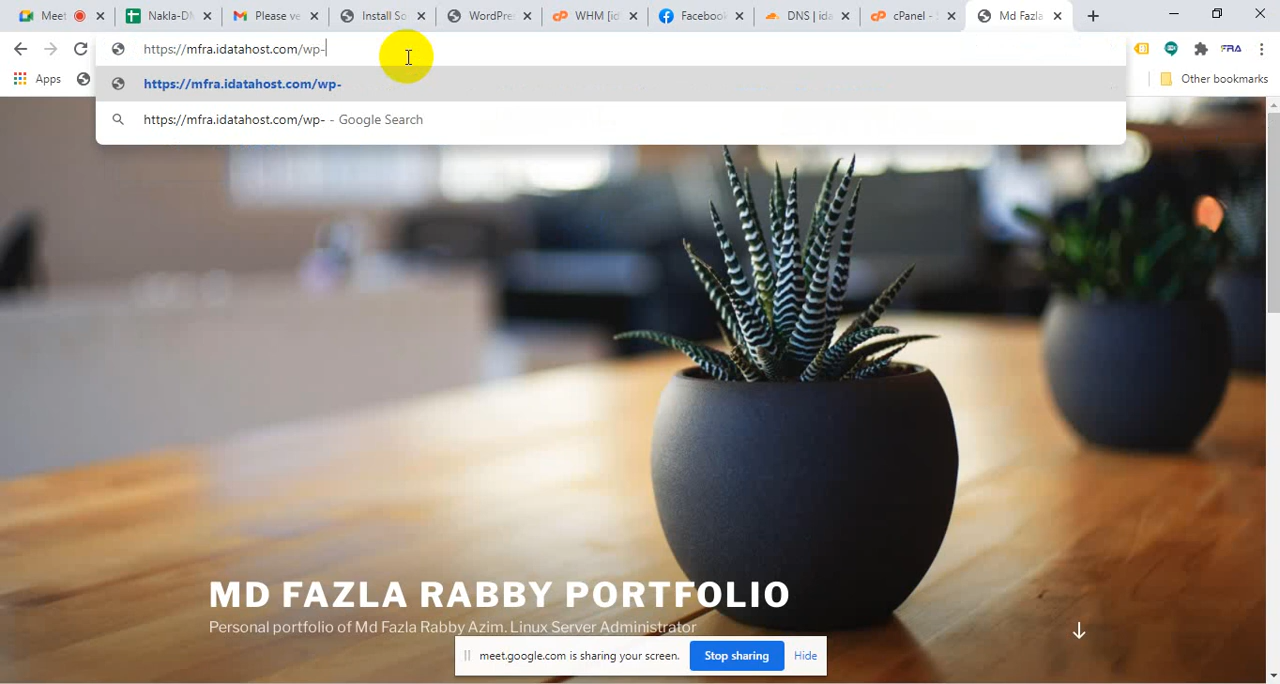 Meet Nakla-DM Please ve Install So WordPres WHM [id Facebook DNS | ida cPanel - S Md Fazla
https://mfra.idatahost.com/wp-
FRA
https://mfra.idatahost.com/wp-
https://mfra.idatahost.com/wp- - Google Search
Apps Other bookmarks
MD FAZLA RABBY PORTFOLIO
Personal portfolio of Md Fazla Rabby Azim. Linux Server Administrator
meet.google.com is sharing your screen. Stop sharing Hide